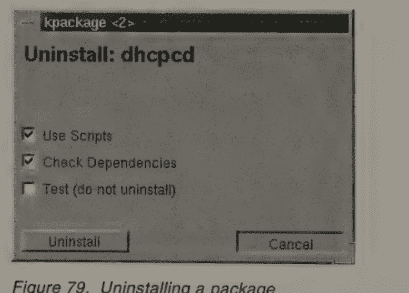 kpackage <2>
Uninstall: dhcpcd
Use Scripts
Check Dependencies
Test (do not uninstall)
Uninstall
Cancel
Figure 79. Uninstalling a package